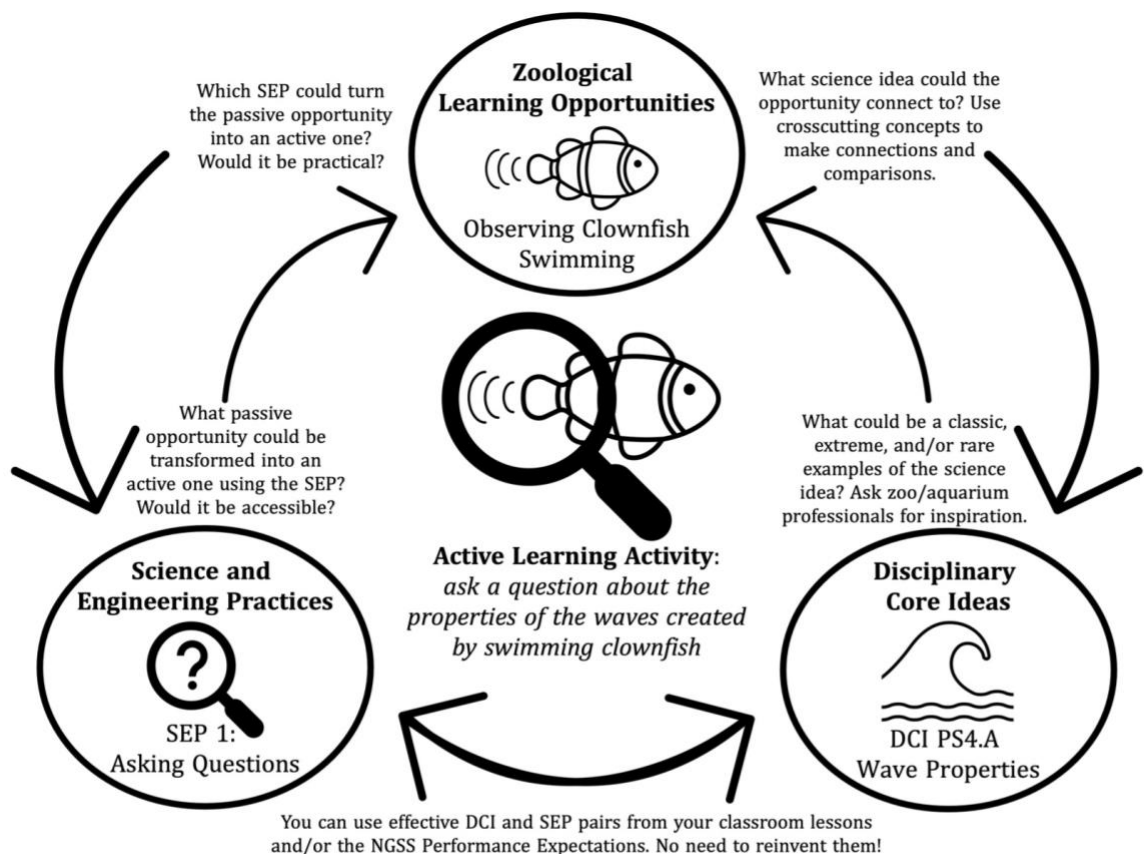 Zoological
Learning Opportunities
Observing Clownfish
Swimming
Which SEP could turn
the passive opportunity
into an active one?
Would it be practical?
What science idea could the
opportunity connect to? Use
crosscutting concepts to
make connections and
comparisons.
What passive
opportunity could be
transformed into an
active one using the SEP?
Would it be accessible?
What could be a classic,
extreme, and/or rare
examples of the science
idea? Ask zoo/aquarium
professionals for inspiration.
Active Learning Activity:
ask a question about the
properties of the waves created
by swimming clownfish
Science and
Engineering Practices
?
SEP 1:
Asking Questions
Disciplinary
Core Ideas
DCI PS4.A
Wave Properties
You can use effective DCI and SEP pairs from your classroom lessons
and/or the NGSS Performance Expectations. No need to reinvent them!